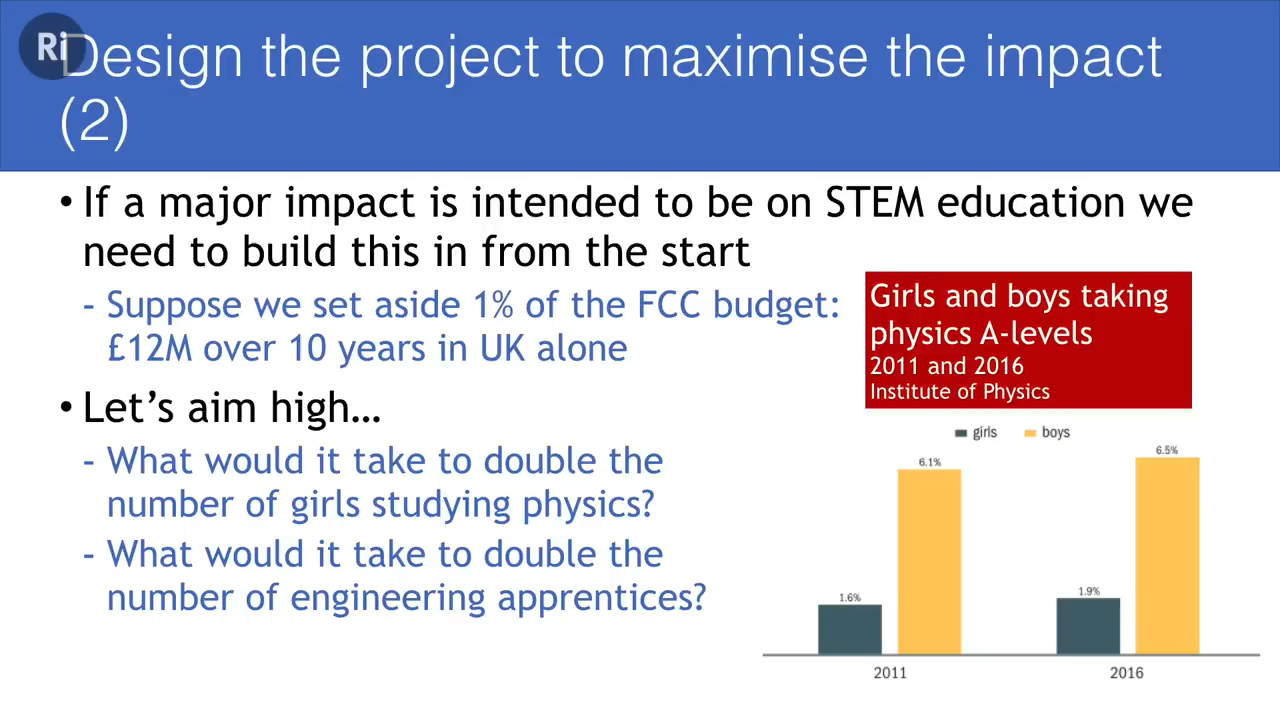 Ri
Design the project to maximise the impact
(2)
• If a major impact is intended to be on STEM education we
need to build this in from the start
- Suppose we set aside 1% of the FCC budget:
£12M over 10 years in UK alone
• Let's aim high…
- What would it take to double the
number of girls studying physics?
- What would it take to double the
number of engineering apprentices?
Girls and boys taking
physics A-levels
2011 and 2016
Institute of Physics
girls boys
6.1% 6.5%
1.6% 1.9%
2011 2016